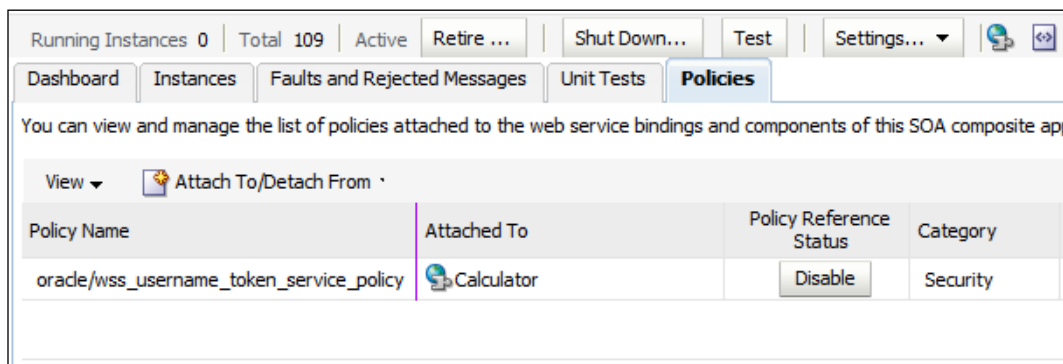 Running Instances 0 Total 109 Active Retire ... Shut Down... Test Settings...
Dashboard Instances Faults and Rejected Messages Unit Tests Policies
You can view and manage the list of policies attached to the web service bindings and components of this SOA composite
View Attach To/Detach From
Policy Name Attached To Policy Reference Status Category
oracle/wss_username_token_service_policy Calculator Disable Security